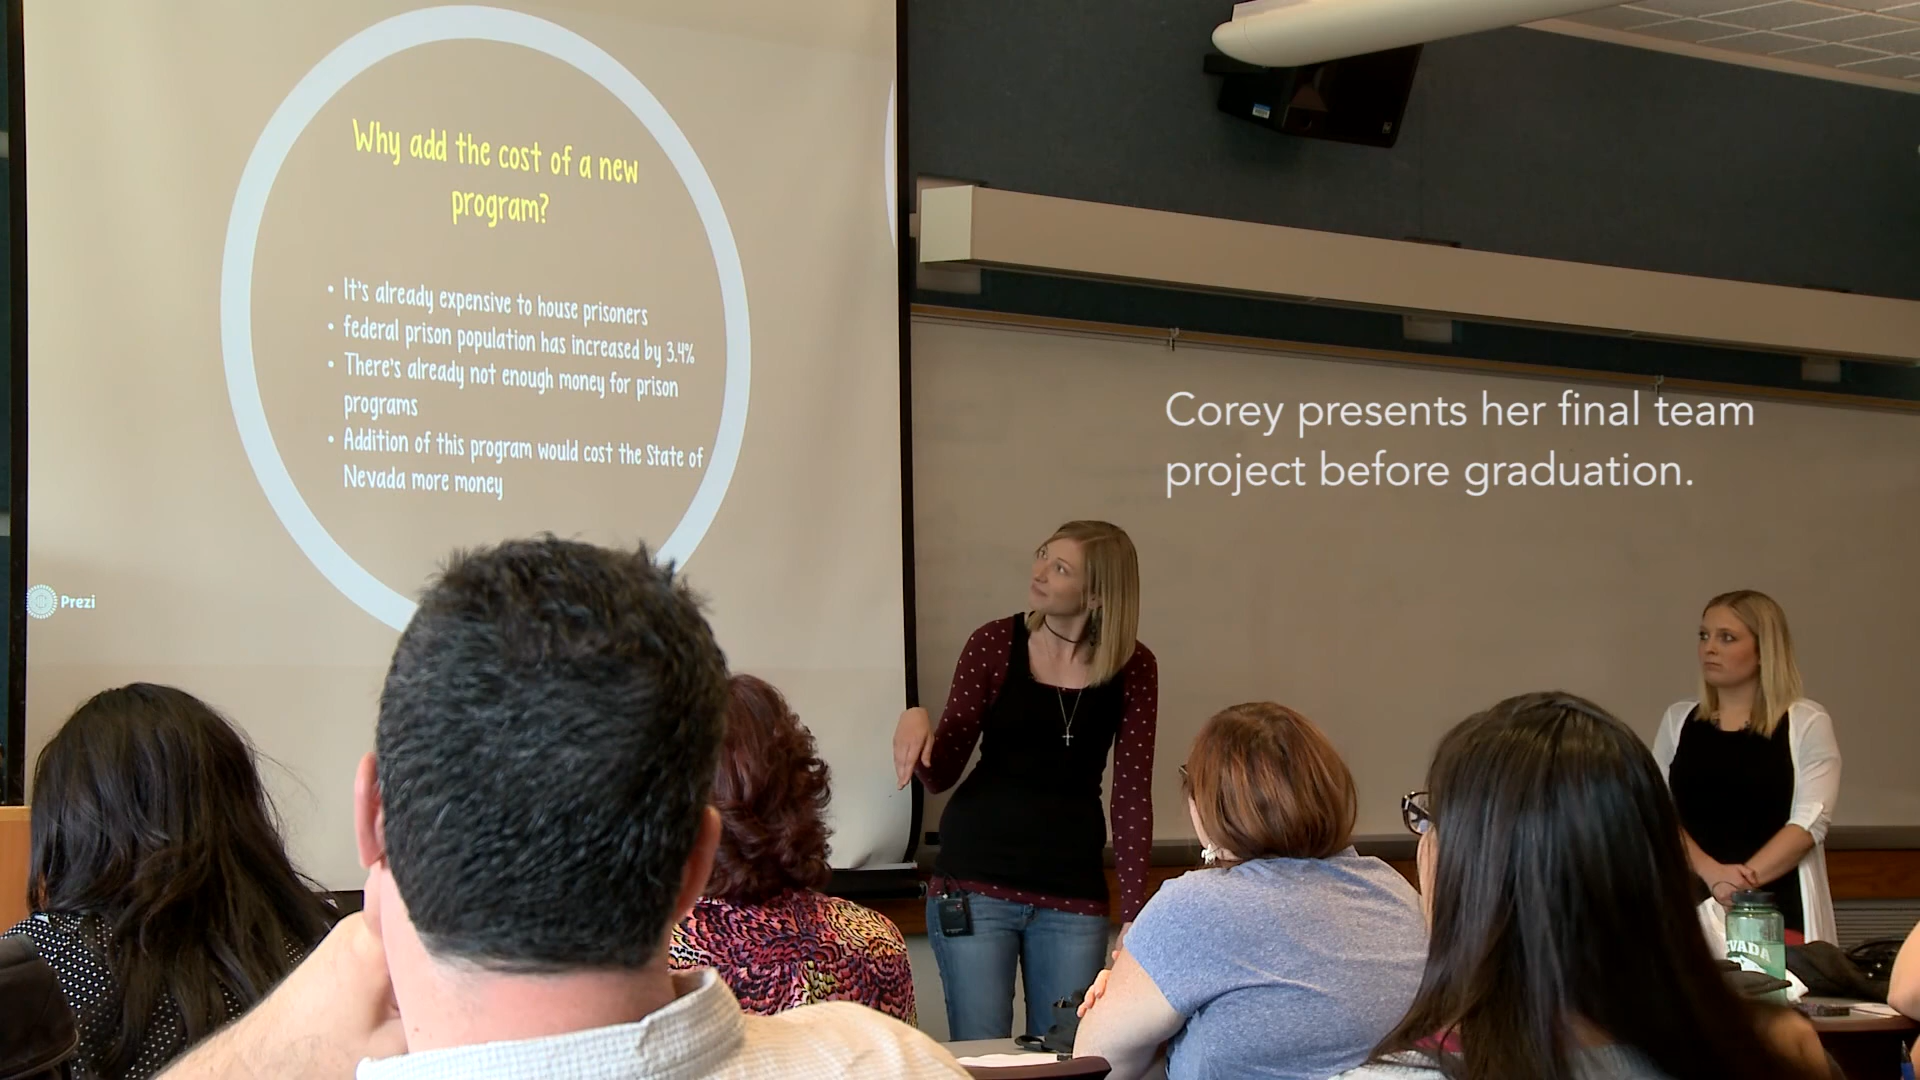 Why add the cost of a new
program?
• It's already expensive to house prisoners
• federal prison population has increased by 3.4%
• There's already not enough money for prison
programs
• Addition of this program would cost the State of
Nevada more money
Prezi
Corey presents her final team
project before graduation.